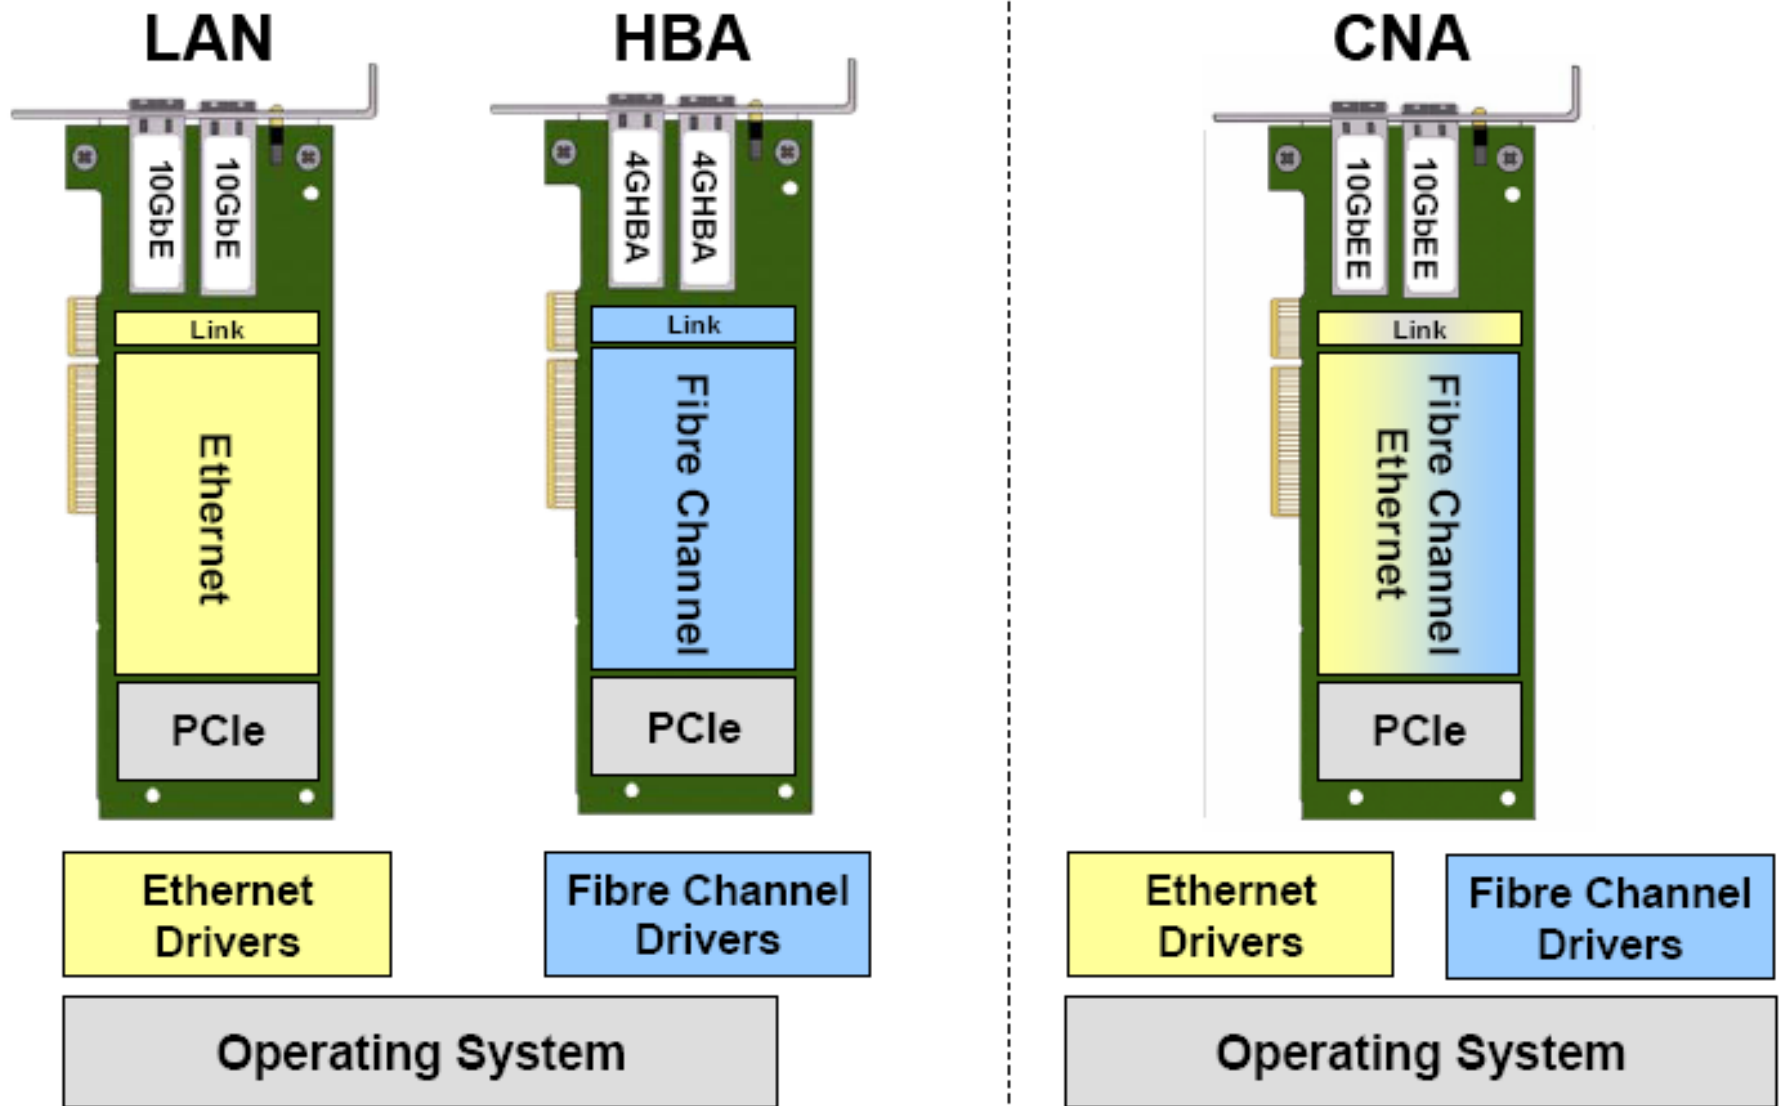 LAN
HBA
CNA
10GbE
10GbE
4GHBA
4GHBA
10GbEE
10GbEE
Link
Link
Link
Ethernet
Fibre Channel
Ethernet
Fibre Channel
PCIe
PCIe
PCIe
Ethernet
Drivers
Fibre Channel
Drivers
Ethernet
Drivers
Fibre Channel
Drivers
Operating System
Operating System